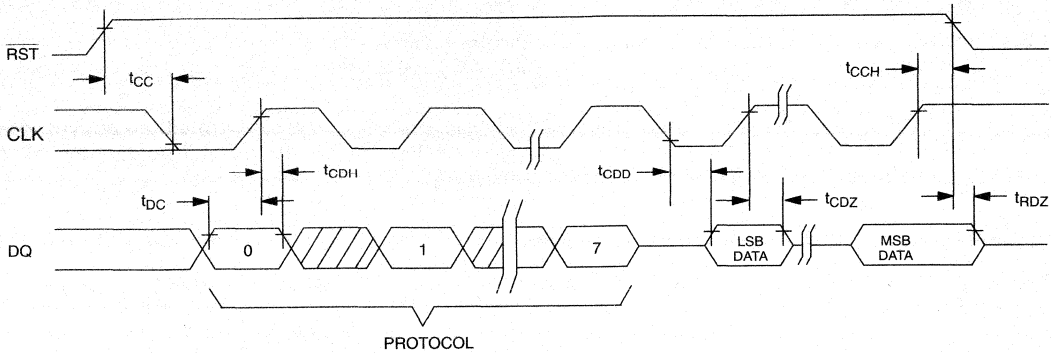 RST
tCC
tCCH
CLK
tCDH
tCDD
tCDZ
tDC
tRDZ
DQ
0
1
7
LSB
DATA
MSB
DATA
PROTOCOL